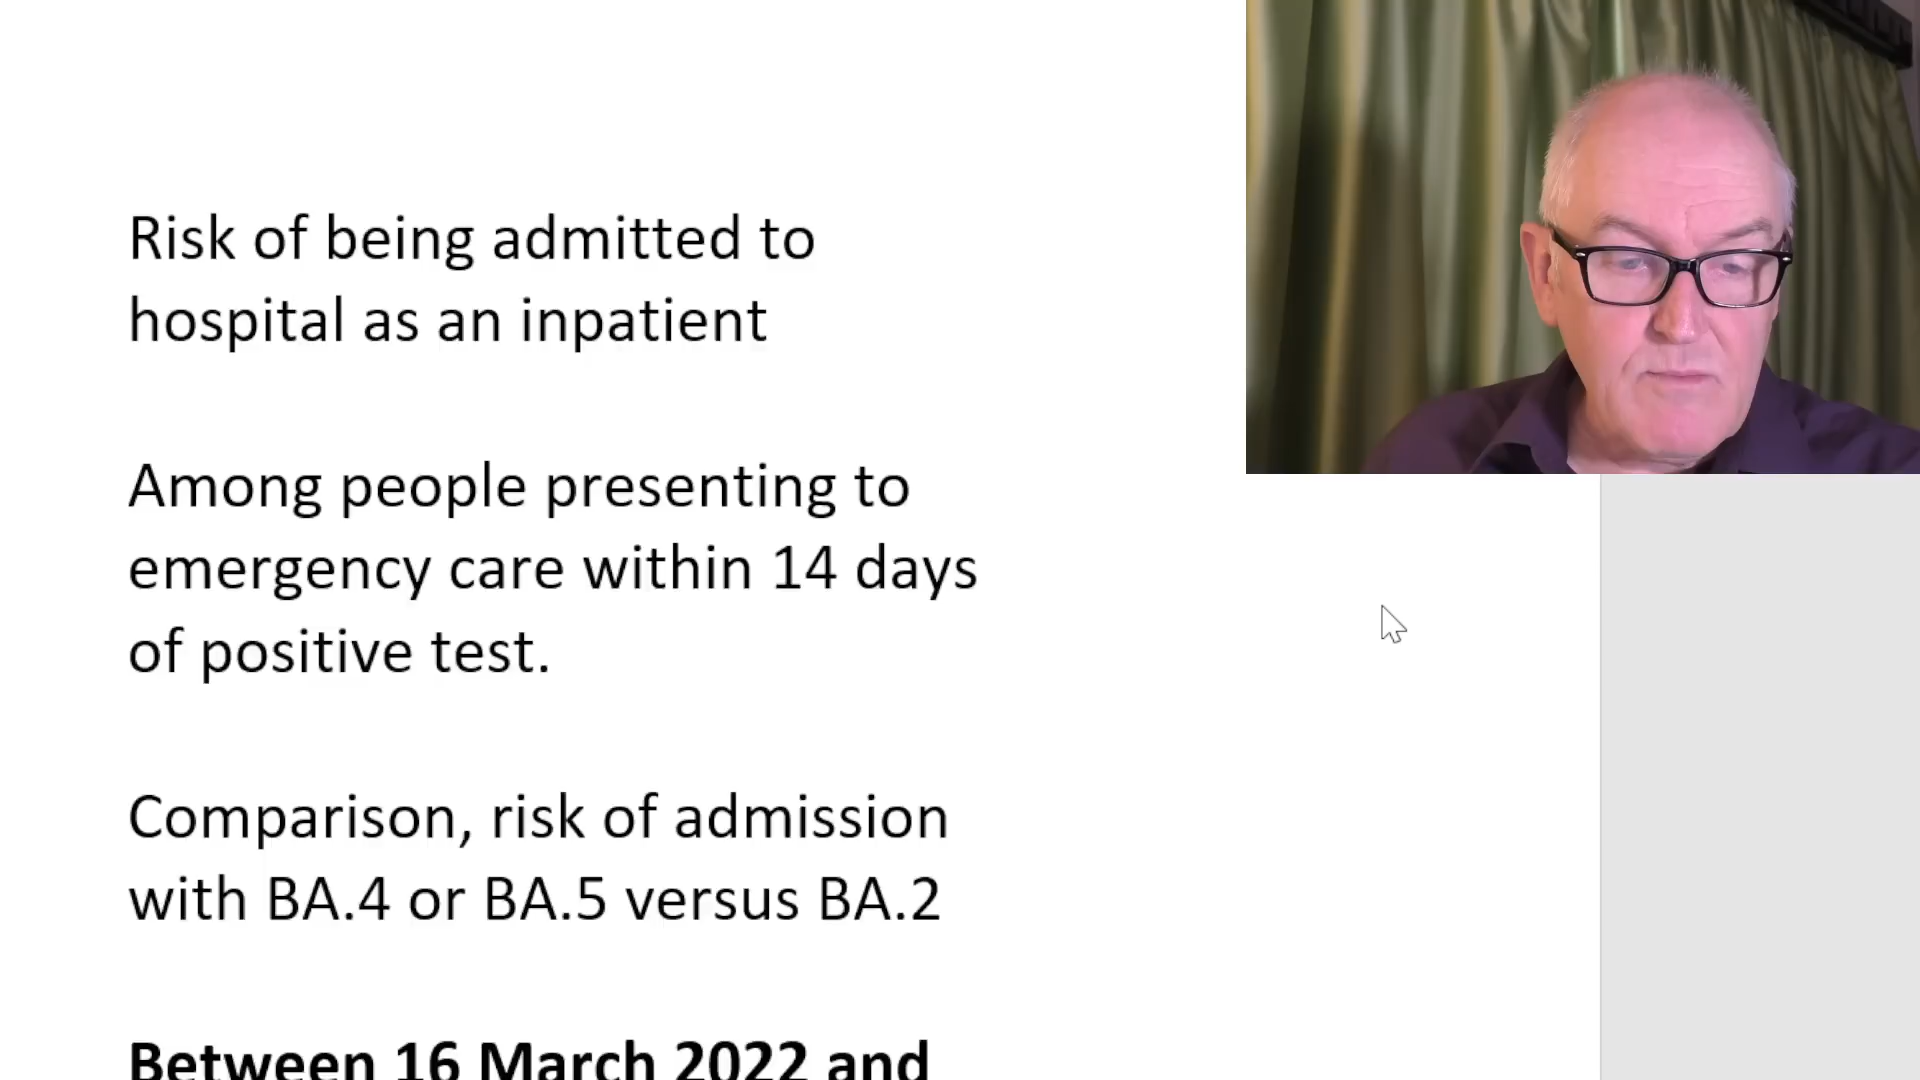 Risk of being admitted to
hospital as an inpatient
Among people presenting to
emergency care within 14 days
of positive test.
Comparison, risk of admission
with BA.4 or BA.5 versus BA.2
Between 16 March 2022 and